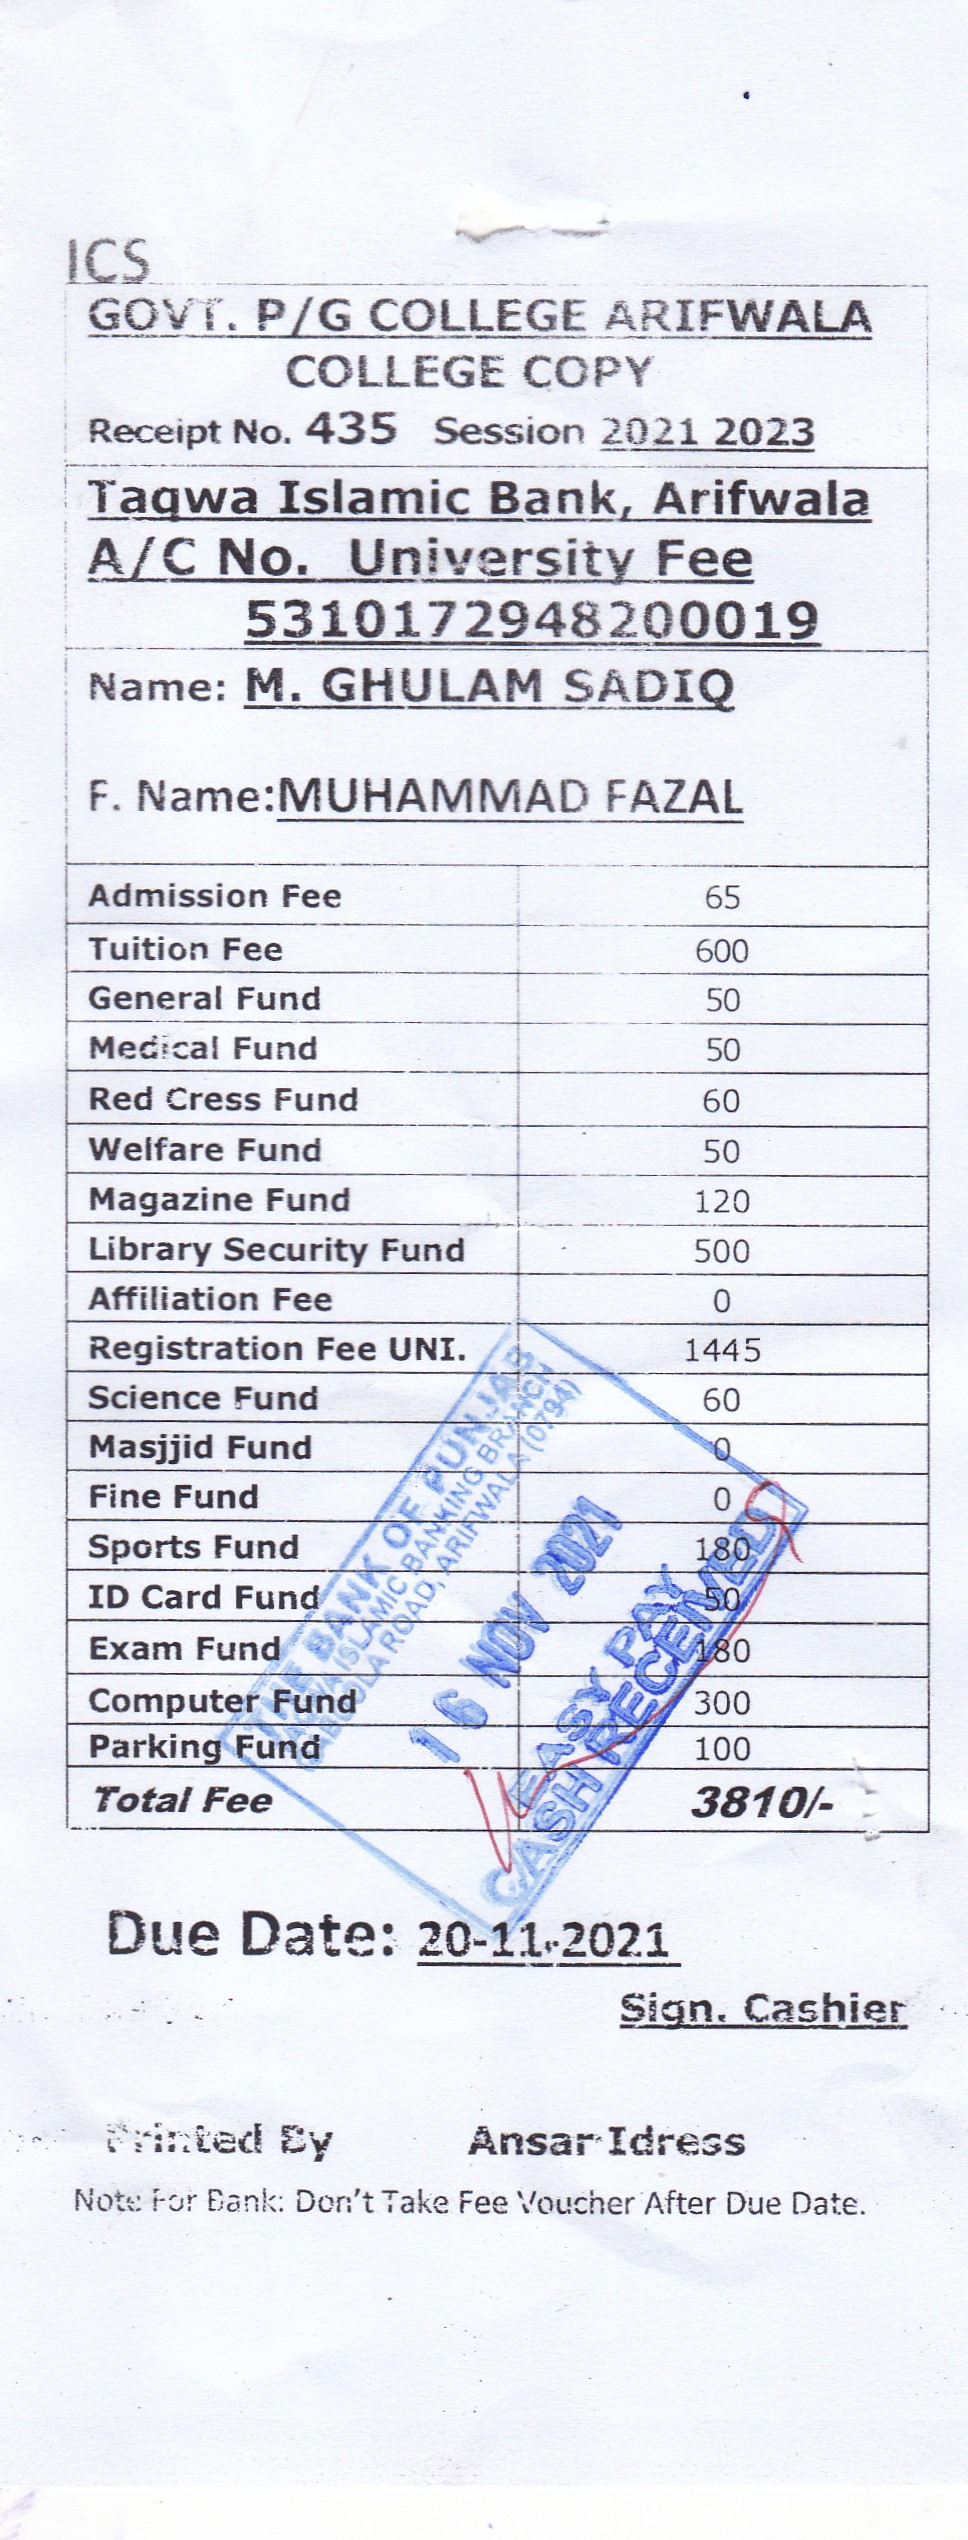 ICS
GOVT. P/G COLLEGE ARIFWALA
COLLEGE COPY
Receipt No. 435 Session 2021 2023
Taqwa Islamic Bank, Arifwala
A/C No. University Fee
5310172948200019
Name: M. GHULAM SADIQ
F. Name:MUHAMMAD FAZAL
Admission Fee 65
Tuition Fee 600
General Fund 50
Medical Fund 50
Red Cress Fund 60
Welfare Fund 50
Magazine Fund 120
Library Security Fund 500
Affiliation Fee 0
Registration Fee UNI. 1445
Science Fund 60
Masjjid Fund 0
Fine Fund 0
Sports Fund 180
ID Card Fund 50
Exam Fund 180
Computer Fund 300
Parking Fund 100
Total Fee 3810/-
THE BANK OF PUNJAB
TAQWA ISLAMIC BANKING BRANCH
ROAD, ARIFWALA (0794)
16 NOV 2021
EASY PAY
CASH RECEIVED
Due Date: 20-11-2021
Sign. Cashier
Printed By Ansar Idress
Note For Bank: Don't Take Fee Voucher After Due Date.